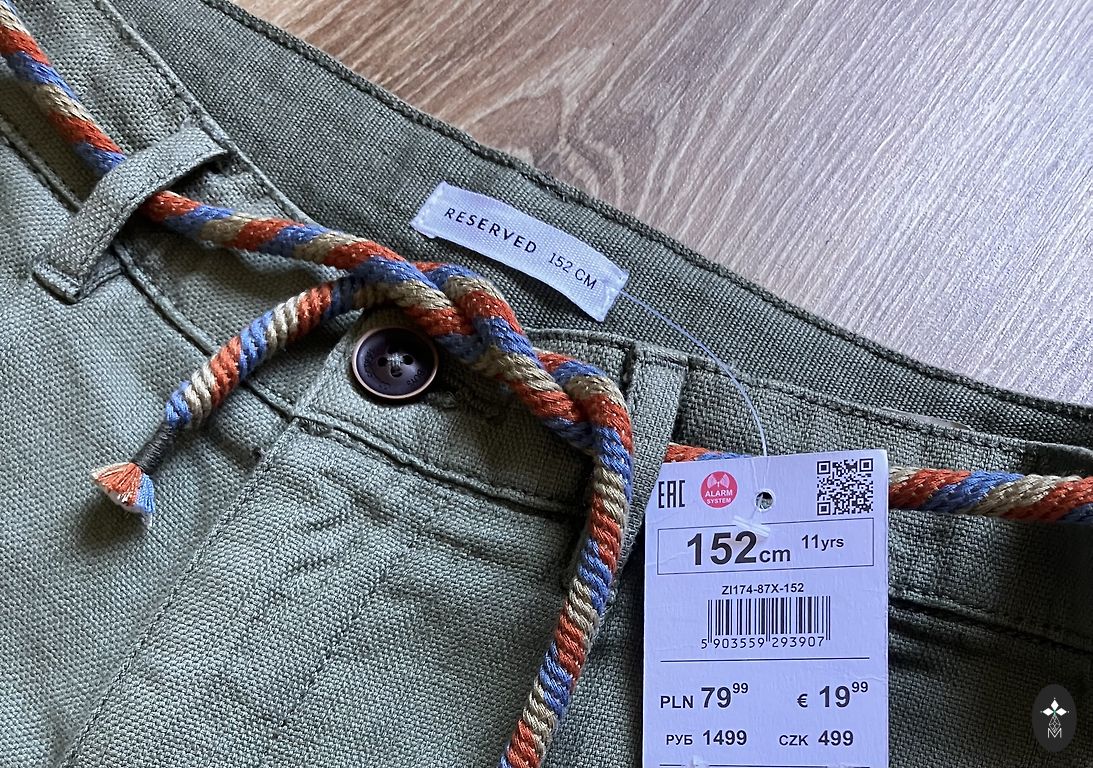 RESERVED 152 CM
EAC
ALARM
SYSTEM
152cm 11yrs
ZI174-87X-152
5 903559 293907
PLN 79 99 € 19 99
РУБ 1499 CZK 499